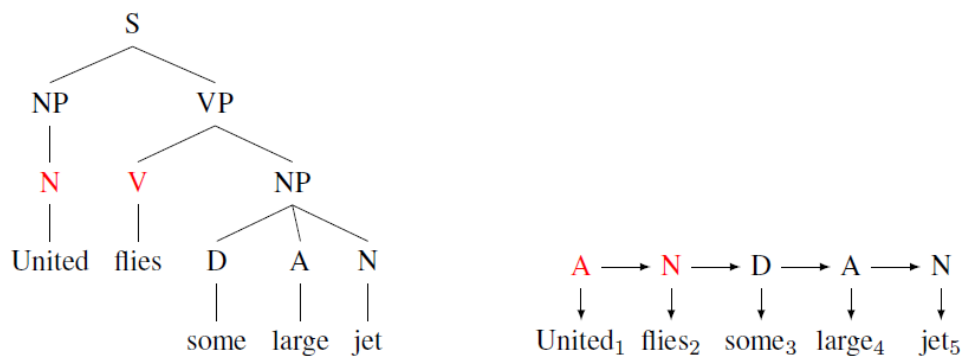 S
NP VP
N V NP
United flies D A N
some large jet
A N D A N
United₁ flies₂ some₃ large₄ jet₅